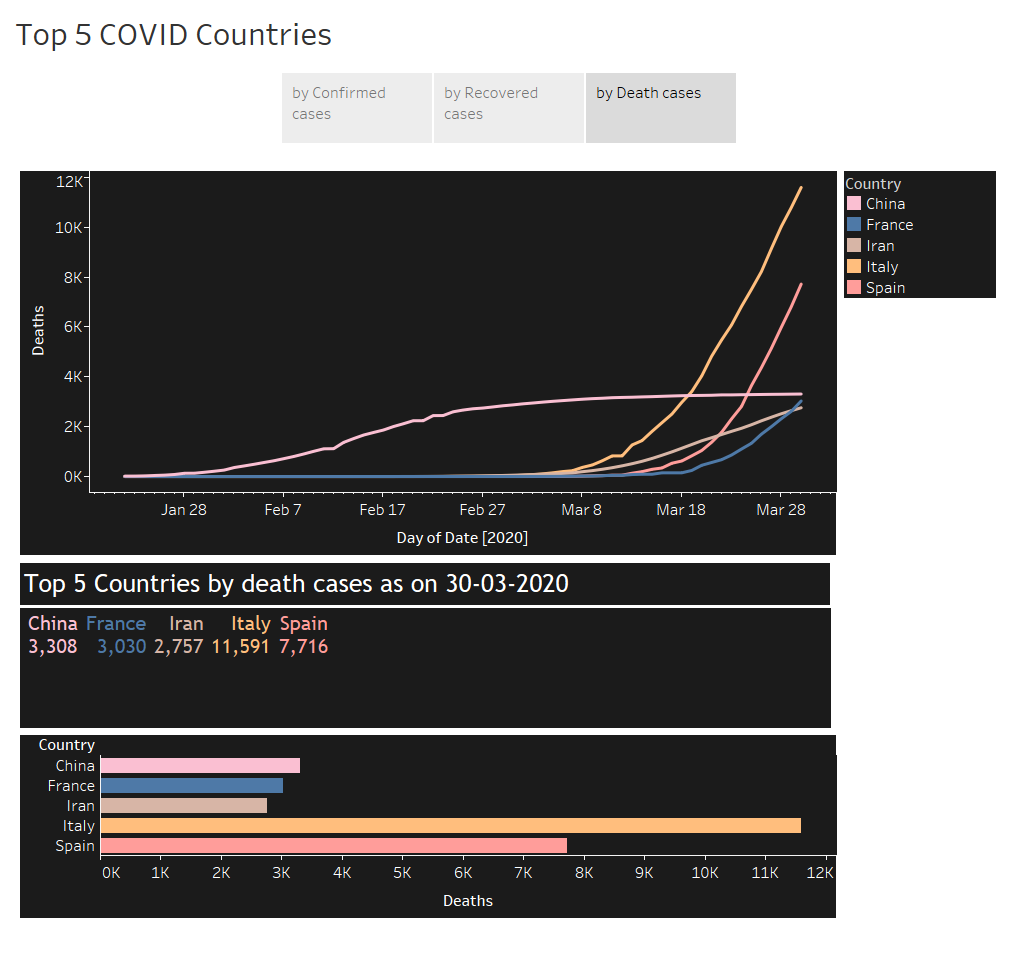 Top 5 COVID Countries
by Confirmed cases
by Recovered cases
by Death cases
12K
10K
8K
6K
4K
2K
0K
Deaths
Jan 28 Feb 7 Feb 17 Feb 27 Mar 8 Mar 18 Mar 28
Day of Date [2020]
Country
China
France
Iran
Italy
Spain
Top 5 Countries by death cases as on 30-03-2020
China France Iran Italy Spain
3,308 3,030 2,757 11,591 7,716
Country
China
France
Iran
Italy
Spain
0K 1K 2K 3K 4K 5K 6K 7K 8K 9K 10K 11K 12K
Deaths